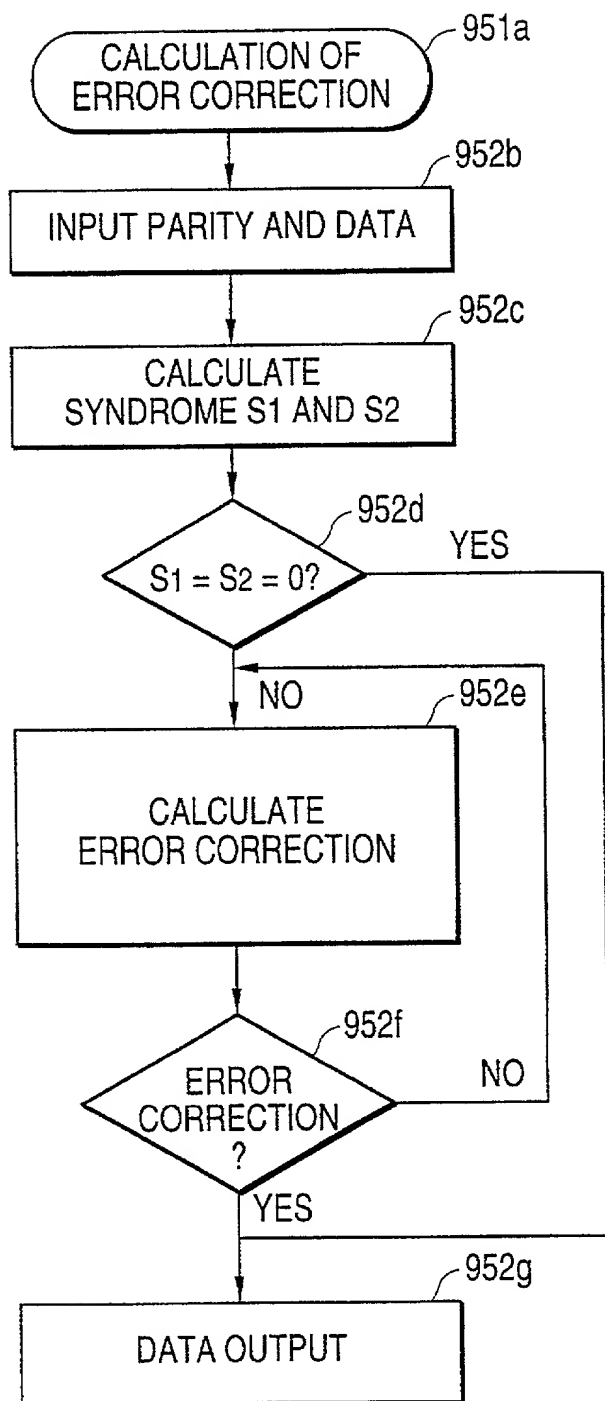 951a
CALCULATION OF
ERROR CORRECTION
952b
INPUT PARITY AND DATA
952c
CALCULATE
SYNDROME S1 AND S2
952d
YES
S1 = S2 = 0?
NO
952e
CALCULATE
ERROR CORRECTION
952f
ERROR
CORRECTION
?
NO
YES
952g
DATA OUTPUT